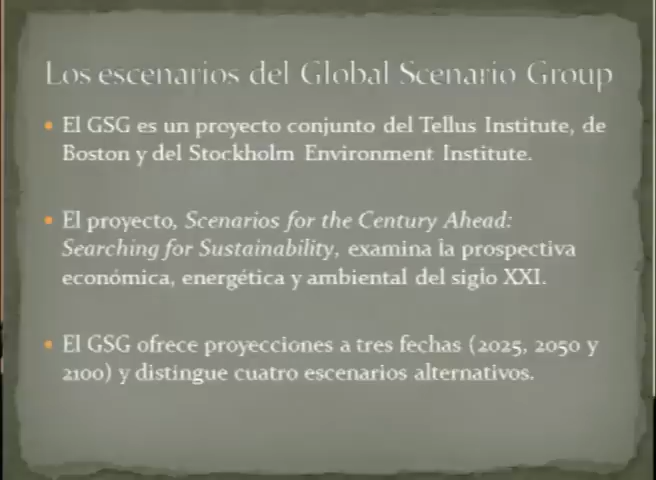 Los escenarios del Global Scenario Group
• El GSG es un proyecto conjunto del Tellus Institute, de
Boston y del Stockholm Environment Institute.
• El proyecto, Scenarios for the Century Ahead:
Searching for Sustainability, examina la prospectiva
económica, energética y ambiental del siglo XXI.
• El GSG ofrece proyecciones a tres fechas (2025, 2050 y
2100) y distingue cuatro escenarios alternativos.